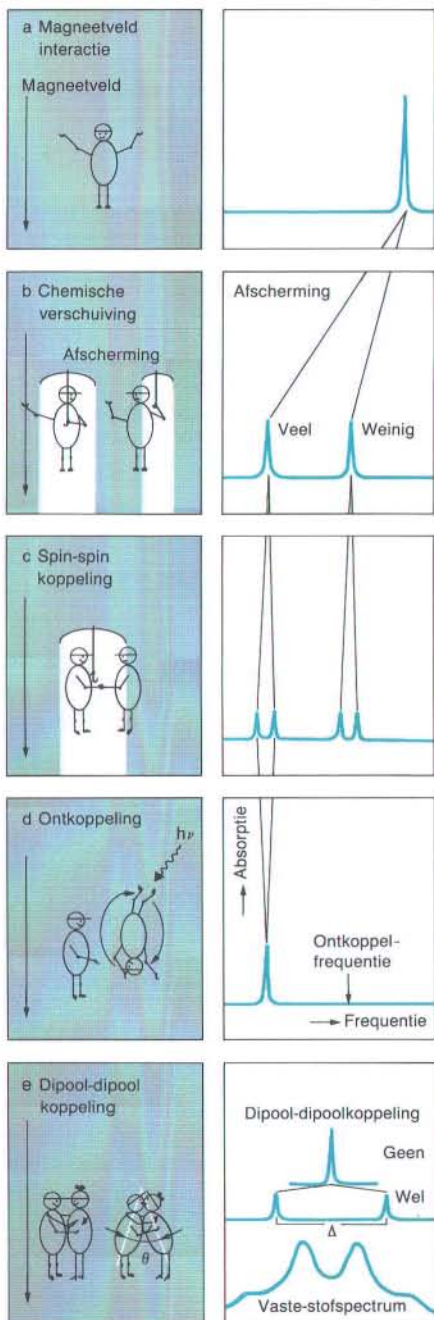 a Magneetveld
interactie
Magneetveld
b Chemische
verschuiving
Afscherming
Afscherming
Veel
Weinig
c Spin-spin
koppeling
d Ontkoppeling
hν
Absorptie
Ontkoppel-
frequentie
Frequentie
e Dipool-dipool
koppeling
θ
Dipool-dipoolkoppeling
Geen
Wel
Δ
Vaste-stofspectrum